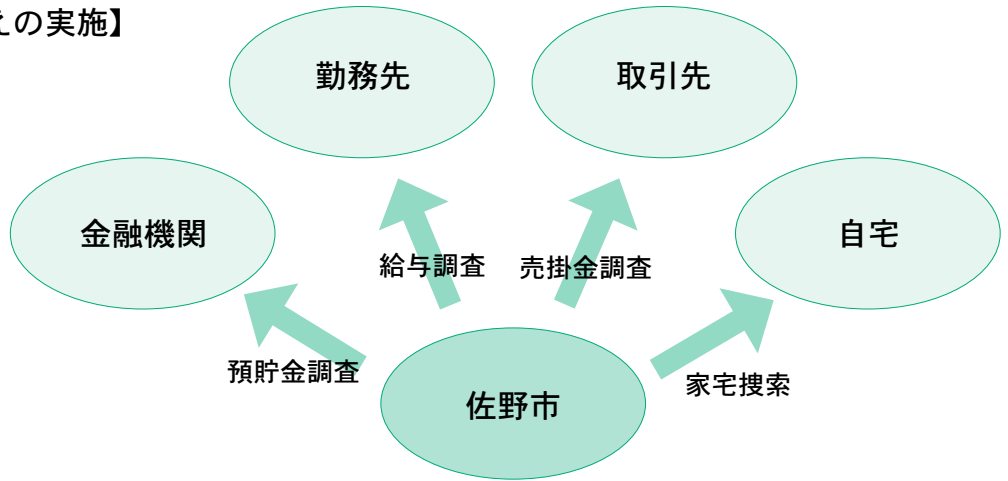 えの実施】
勤務先
取引先
金融機関
自宅
給与調査
売掛金調査
預貯金調査
家宅捜索
佐野市